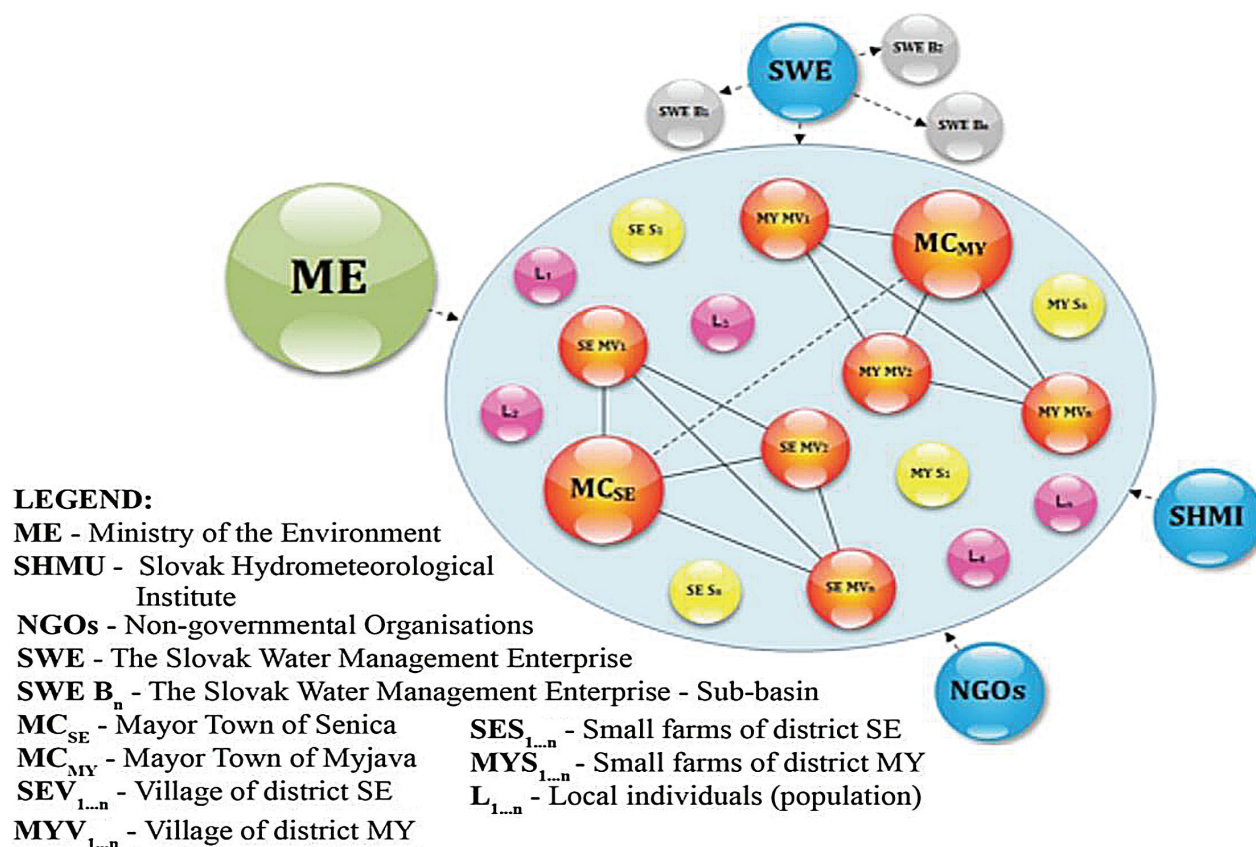 SWE
SWE B₂
SWE B₁
SWE Bₙ
MY MV₁
MC_MY
SE S₁
L₁
ME
MY Sₙ
L₃
SE MV₁
MY MV₂
MY MVₙ
L₂
SE MV₂
MY S₁
MC_SE
Lₙ
SHMI
L₄
SE Sₙ
SE MVₙ
NGOs
LEGEND:
ME - Ministry of the Environment
SHMU - Slovak Hydrometeorological
Institute
NGOs - Non-governmental Organisations
SWE - The Slovak Water Management Enterprise
SWE Bₙ - The Slovak Water Management Enterprise - Sub-basin
MC_SE - Mayor Town of Senica
MC_MY - Mayor Town of Myjava
SEV₁...ₙ - Village of district SE
MYV₁...ₙ - Village of district MY
SES₁...ₙ - Small farms of district SE
MYS₁...ₙ - Small farms of district MY
L₁...ₙ - Local individuals (population)